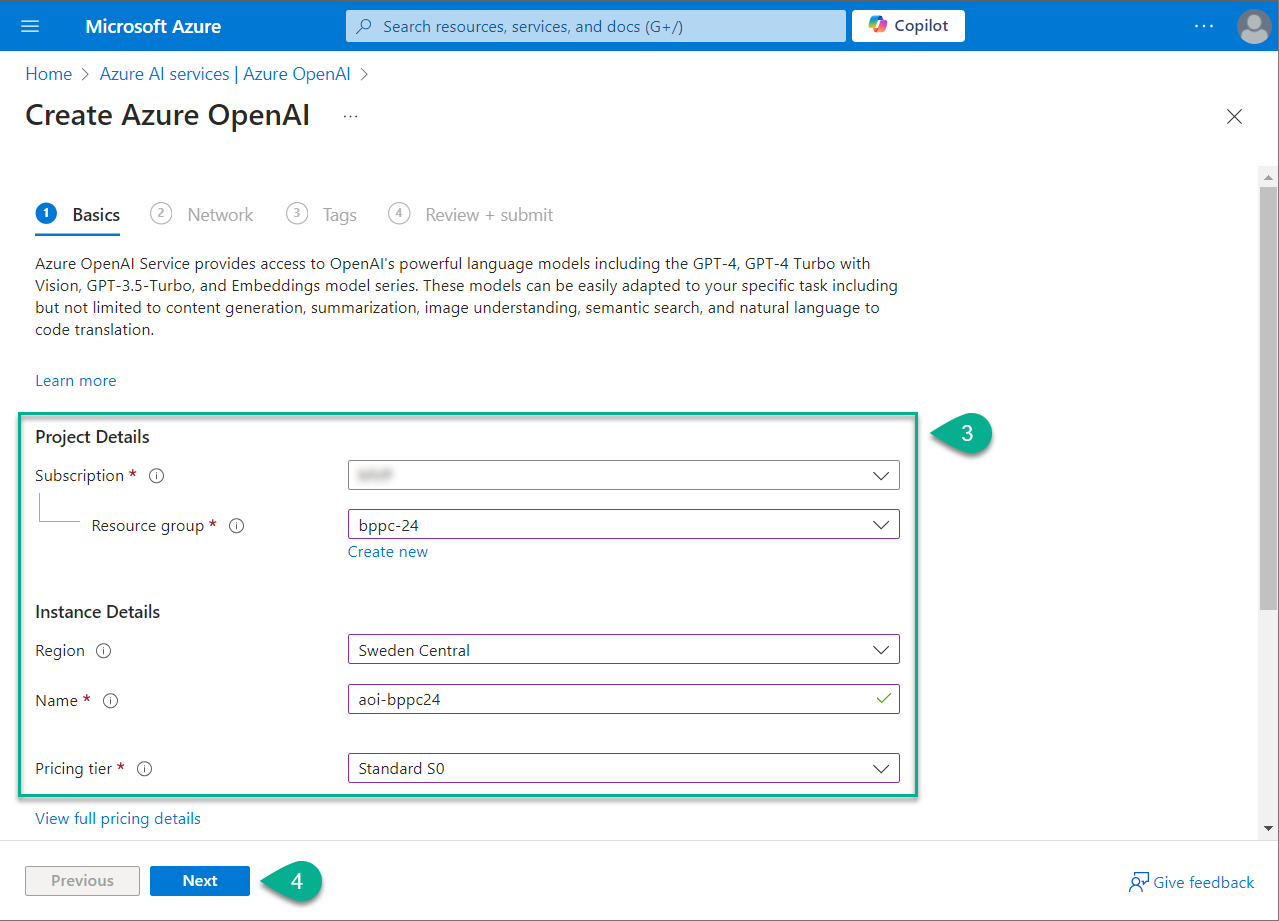 Microsoft Azure
Search resources, services, and docs (G+/)
Copilot
Home > Azure AI services | Azure OpenAI >
Create Azure OpenAI ...
1 Basics 2 Network 3 Tags 4 Review + submit
Azure OpenAI Service provides access to OpenAI's powerful language models including the GPT-4, GPT-4 Turbo with
Vision, GPT-3.5-Turbo, and Embeddings model series. These models can be easily adapted to your specific task including
but not limited to content generation, summarization, image understanding, semantic search, and natural language to
code translation.
Learn more
Project Details
3
Subscription *
Resource group *
bppc-24
Create new
Instance Details
Region
Sweden Central
Name *
aoi-bppc24
Pricing tier *
Standard S0
View full pricing details
Previous
Next
4
Give feedback